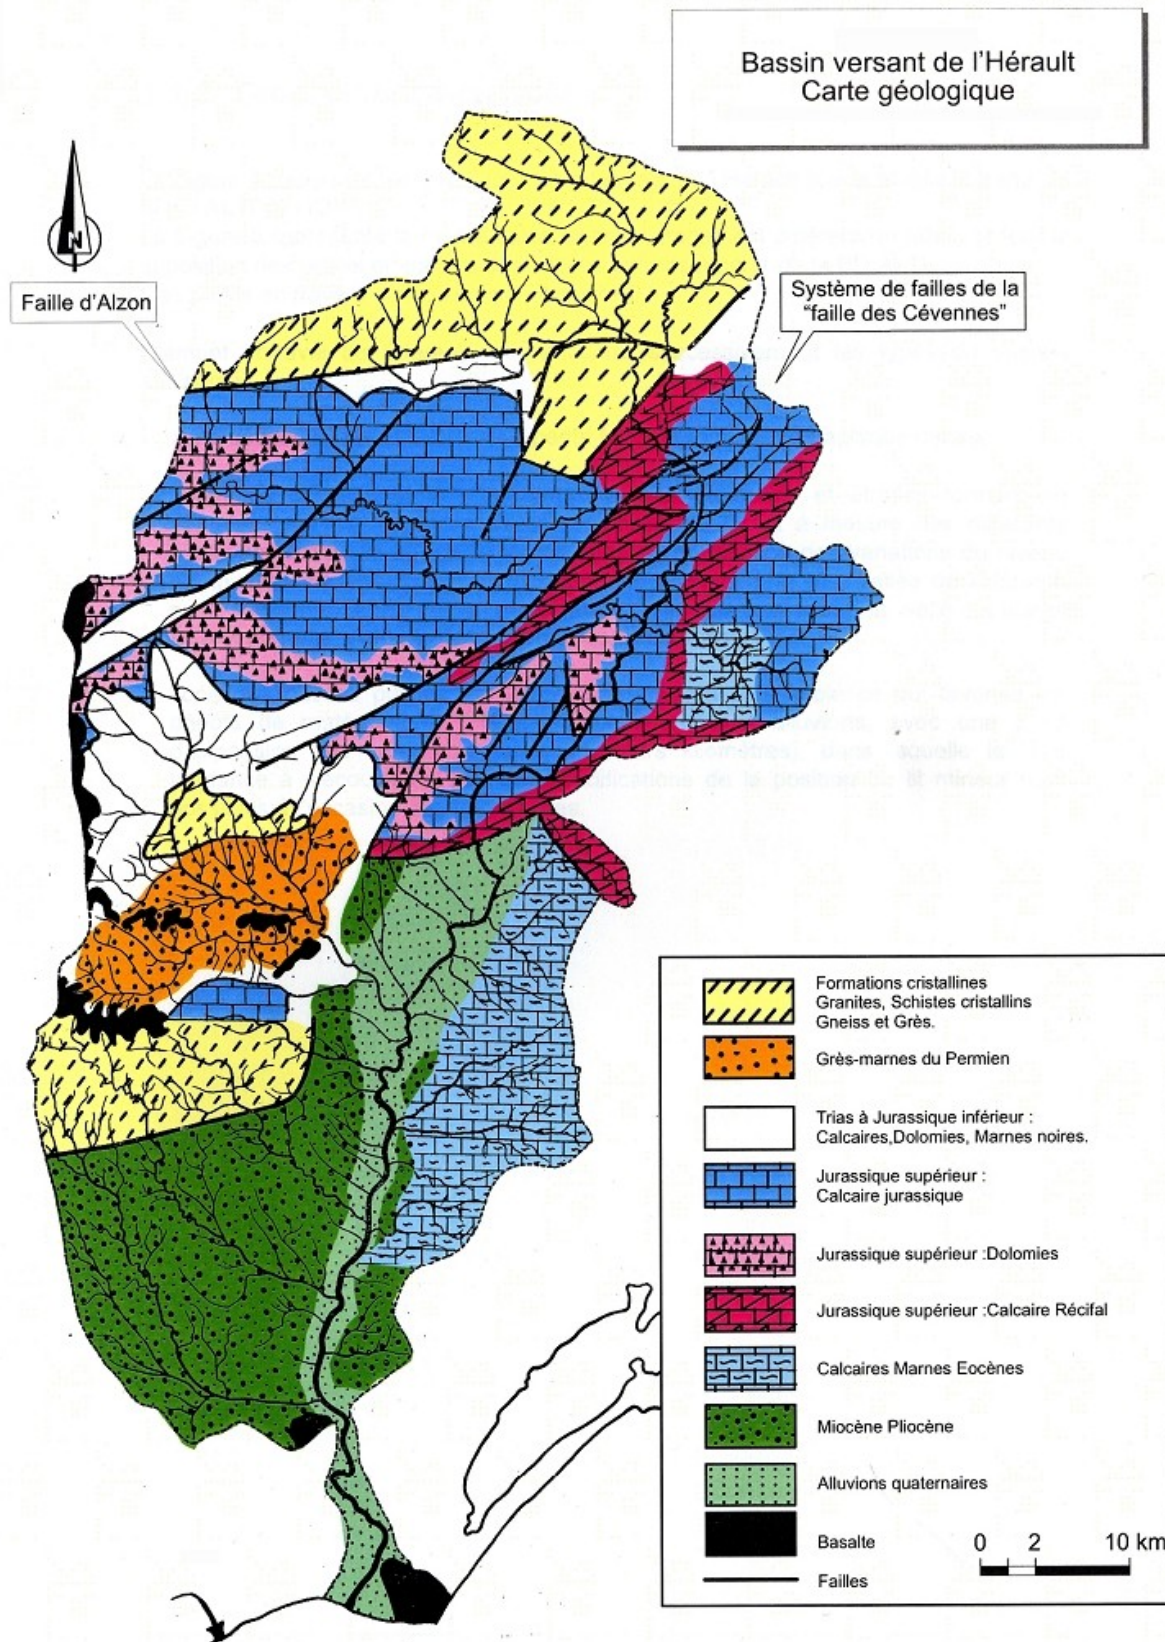 Bassin versant de l'Hérault
Carte géologique
N
Faille d'Alzon
Système de failles de la
"faille des Cévennes"
Formations cristallines
Granites, Schistes cristallins
Gneiss et Grès.
Grès-marnes du Permien
Trias à Jurassique inférieur :
Calcaires,Dolomies, Marnes noires.
Jurassique supérieur :
Calcaire jurassique
Jurassique supérieur :Dolomies
Jurassique supérieur :Calcaire Récifal
Calcaires Marnes Eocènes
Miocène Pliocène
Alluvions quaternaires
Basalte
Failles
0 2 10 km